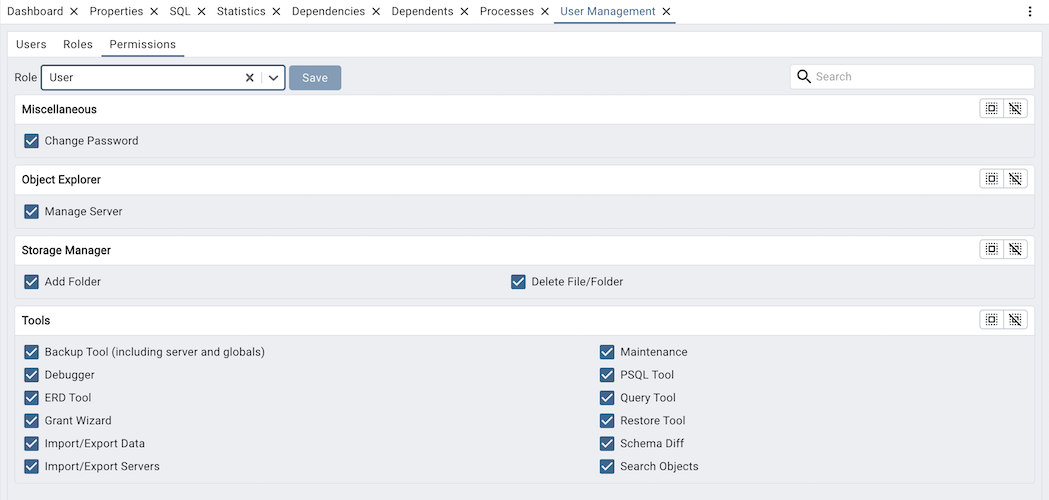 Dashboard Properties SQL Statistics Dependencies Dependents Processes User Management
Users Roles Permissions
Role User Save Search
Miscellaneous
Change Password
Object Explorer
Manage Server
Storage Manager
Add Folder Delete File/Folder
Tools
Backup Tool (including server and globals) Maintenance
Debugger PSQL Tool
ERD Tool Query Tool
Grant Wizard Restore Tool
Import/Export Data Schema Diff
Import/Export Servers Search Objects